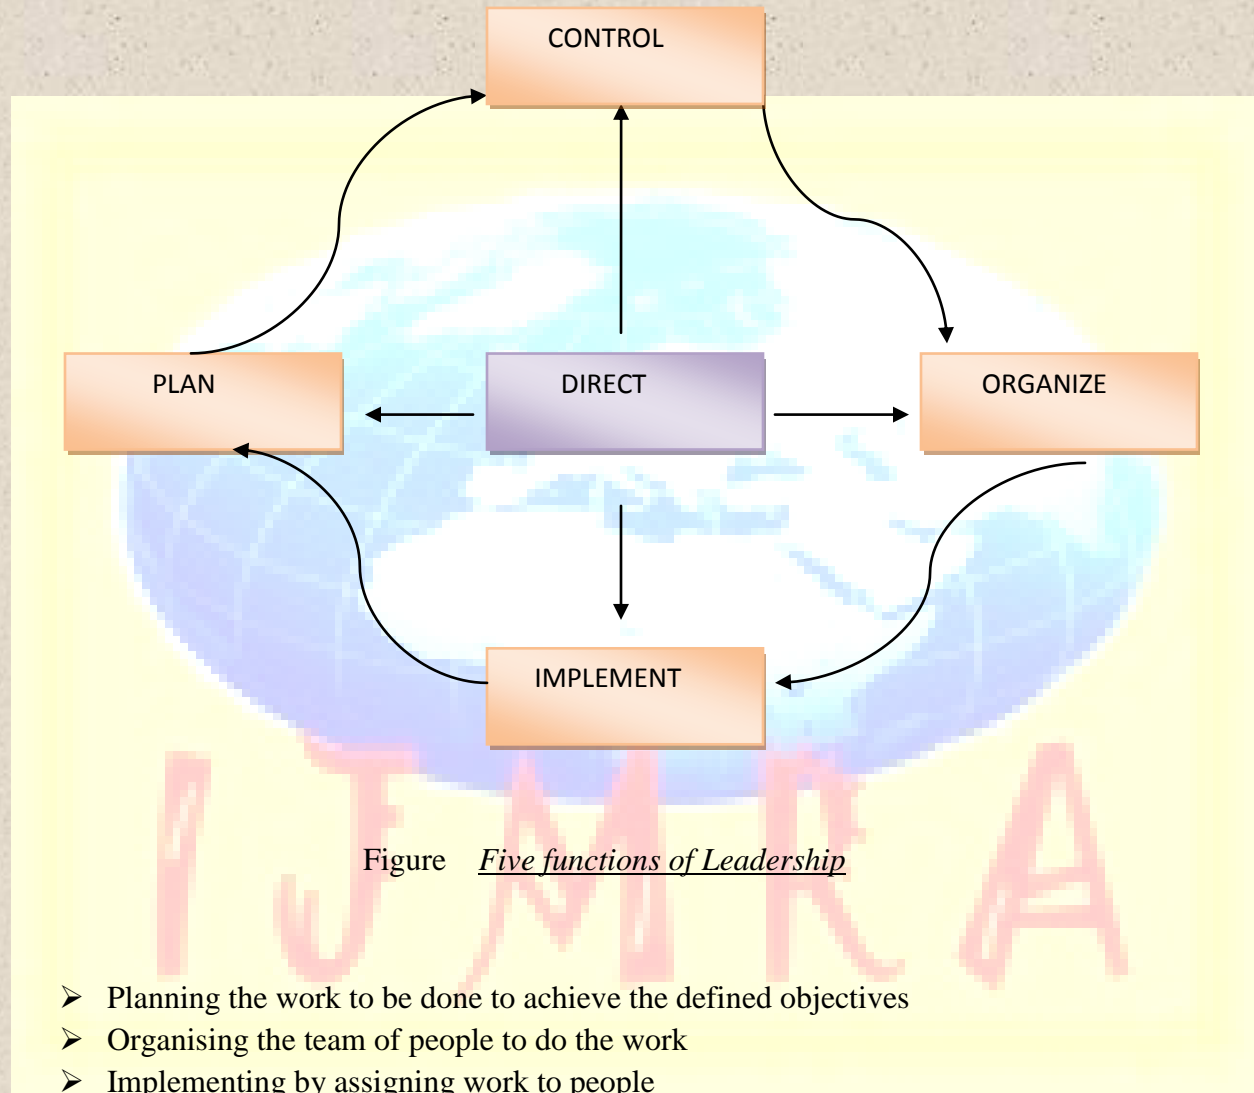 CONTROL
PLAN
DIRECT
ORGANIZE
IMPLEMENT
IJMRA
Figure Five functions of Leadership
➢ Planning the work to be done to achieve the defined objectives
➢ Organising the team of people to do the work
➢ Implementing by assigning work to people